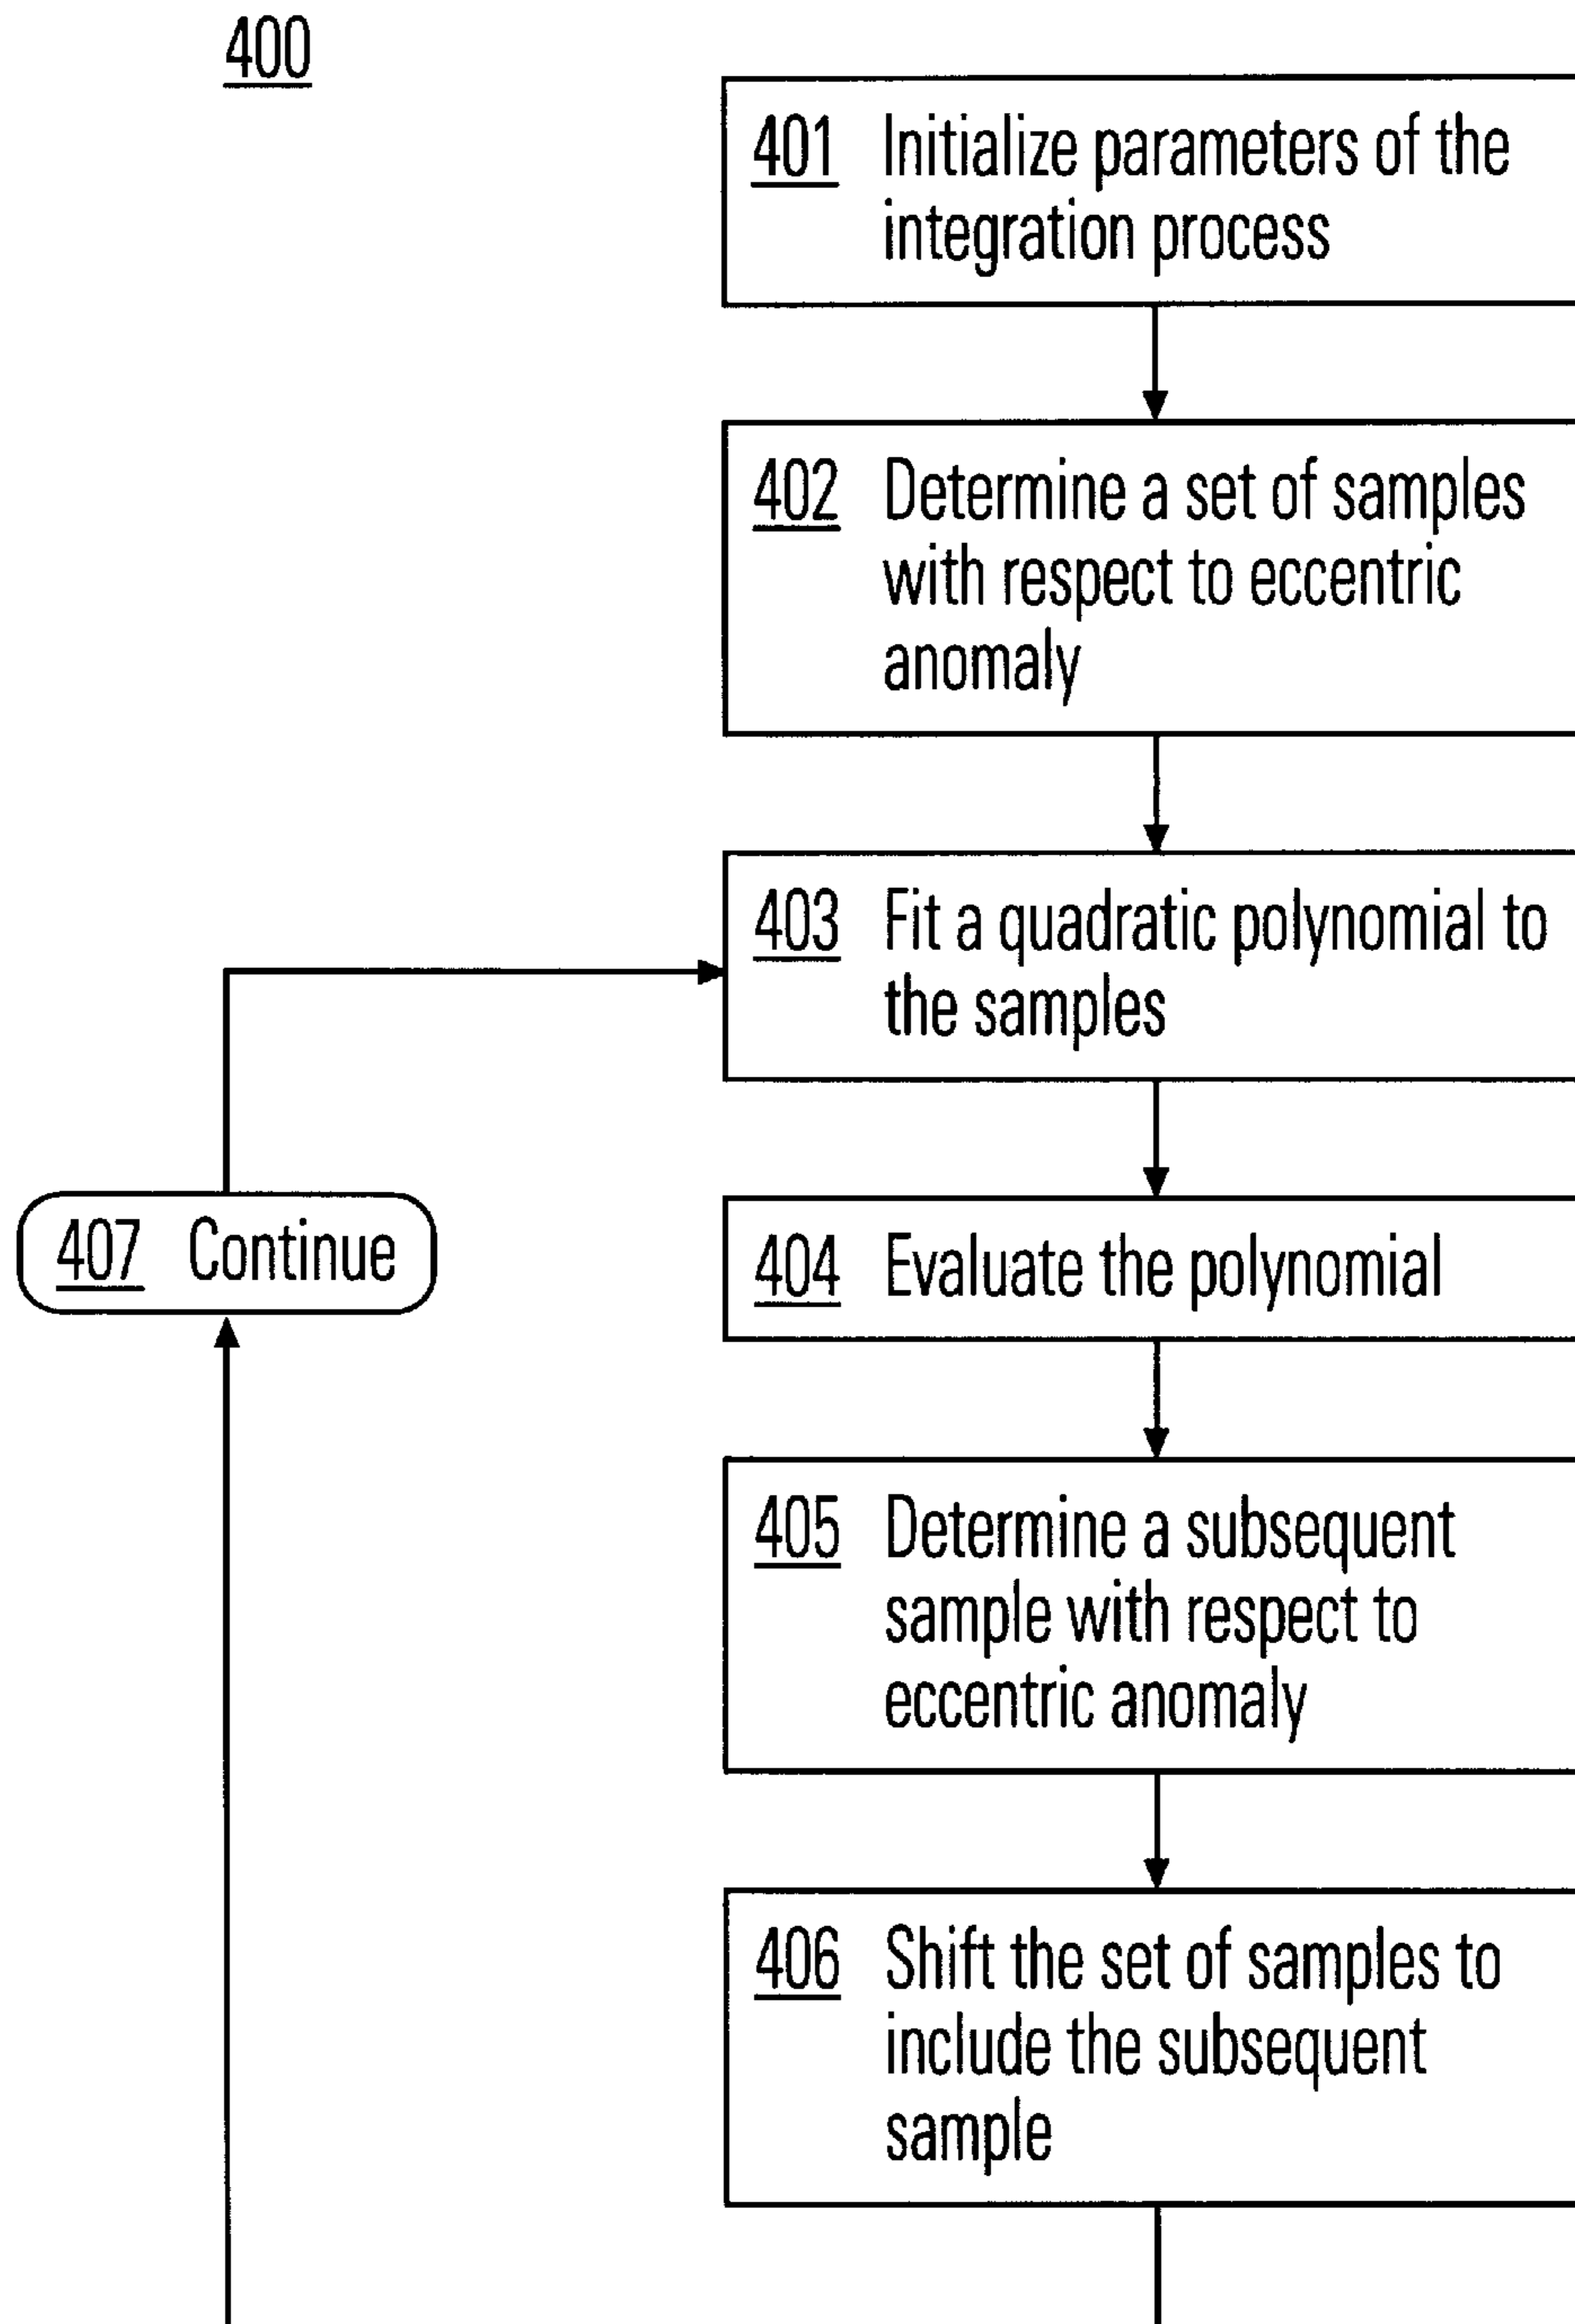 400
401 Initialize parameters of the
integration process
402 Determine a set of samples
with respect to eccentric
anomaly
403 Fit a quadratic polynomial to
the samples
407 Continue
404 Evaluate the polynomial
405 Determine a subsequent
sample with respect to
eccentric anomaly
406 Shift the set of samples to
include the subsequent
sample